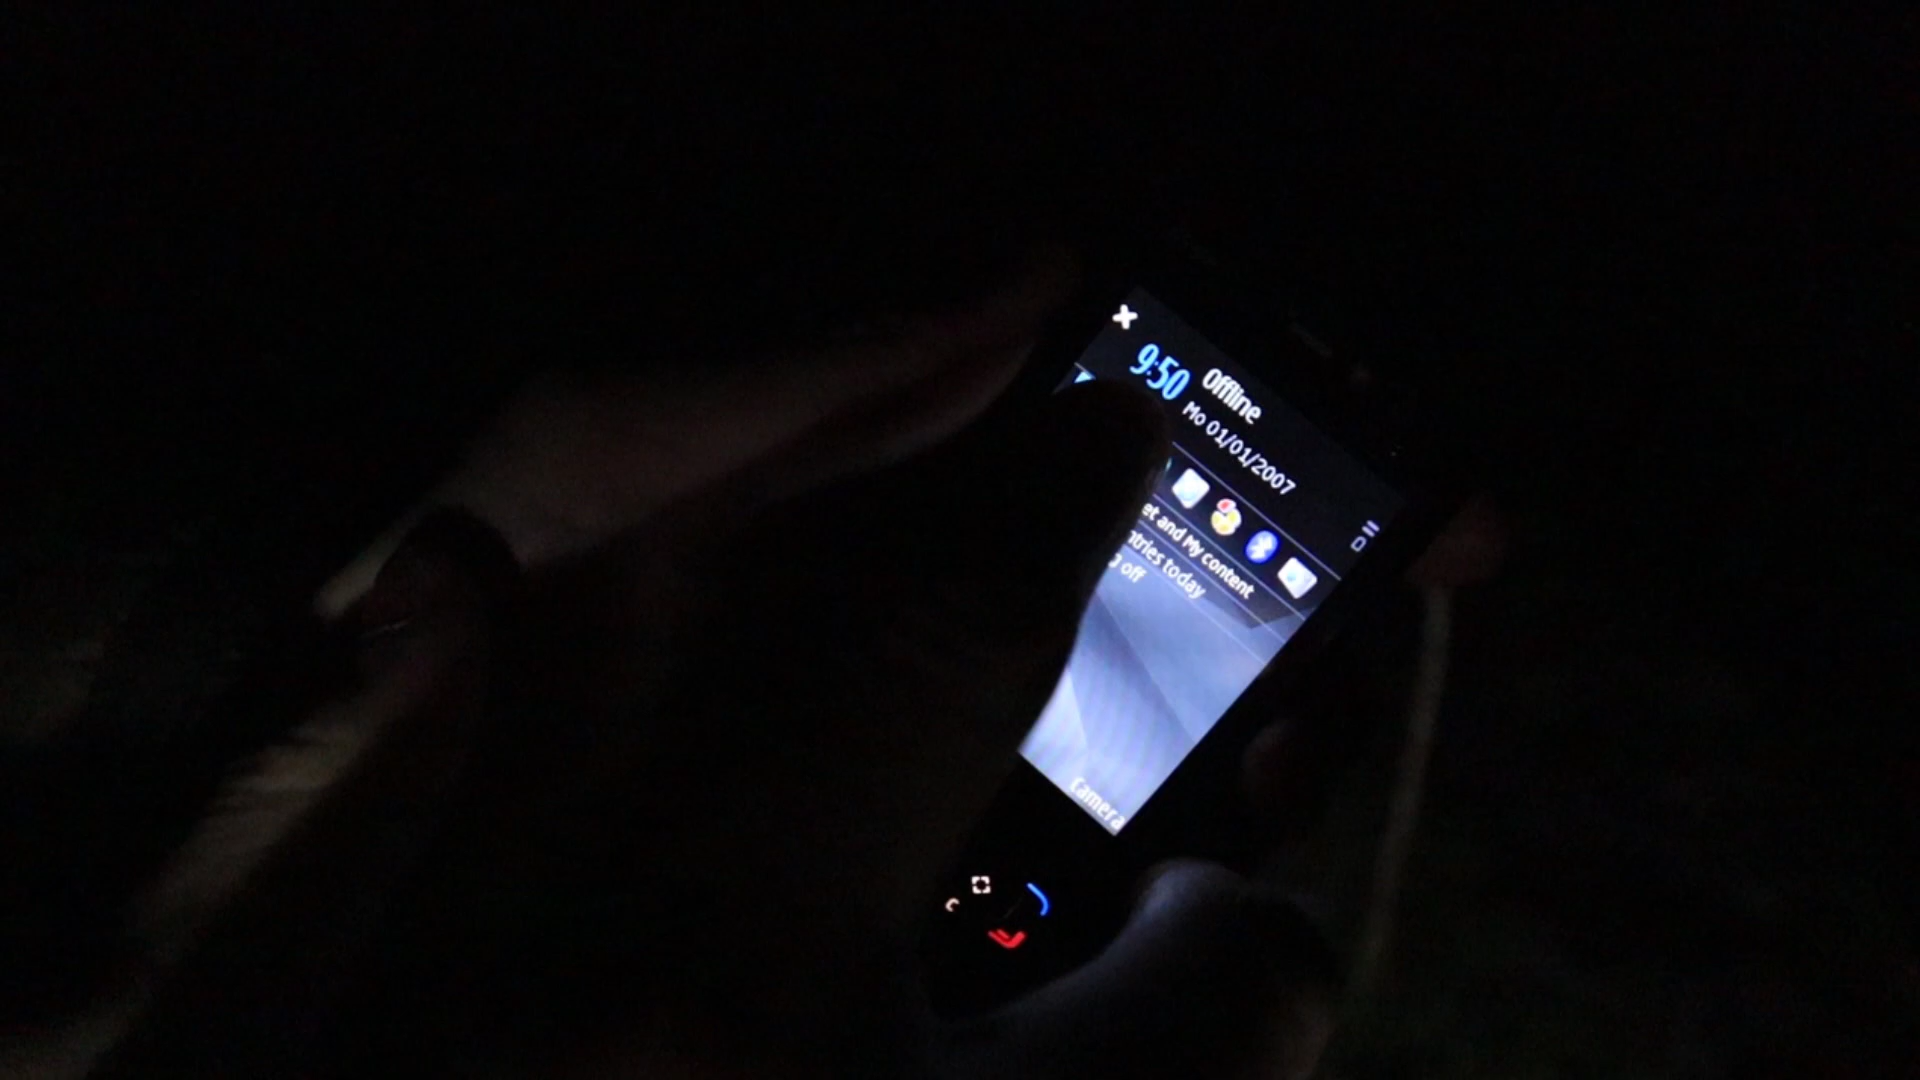 9:50
Offline
Mo 01/01/2007
et and My content
ntries today
g off
Camera